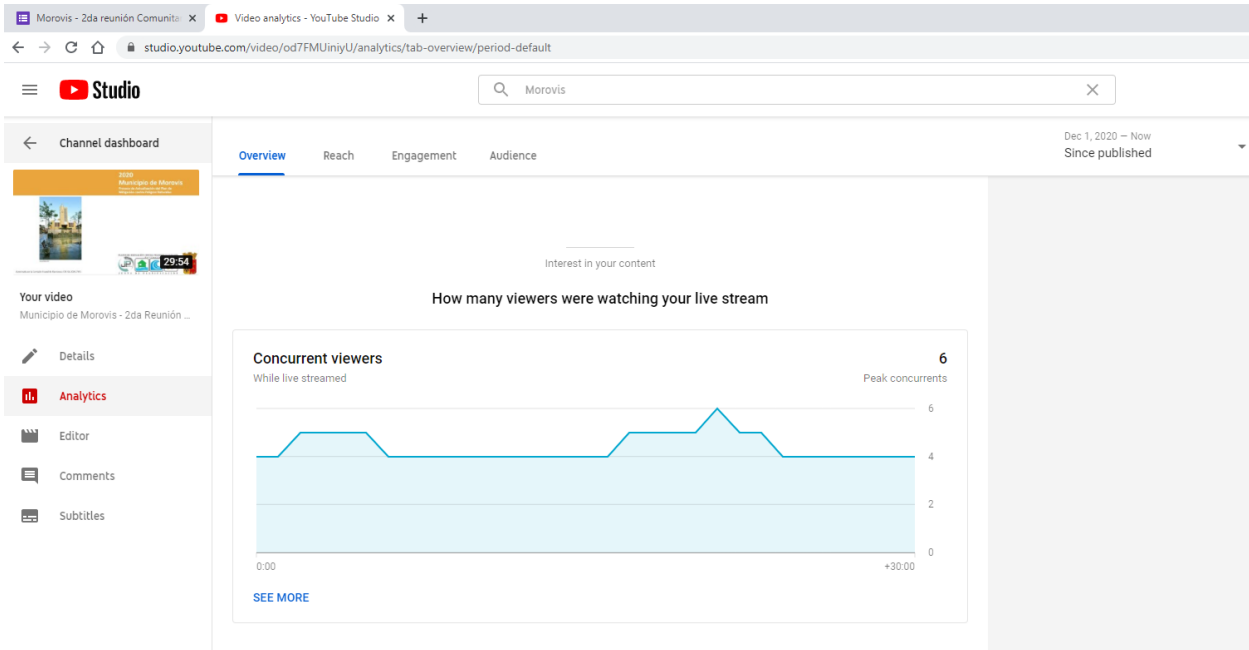 Morovis - 2da reunión Comunita
Video analytics - YouTube Studio
studio.youtube.com/video/od7FMUiniyU/analytics/tab-overview/period-default
Studio
Morovis
Channel dashboard
Overview
Reach
Engagement
Audience
Dec 1, 2020 – Now
Since published
2020
Municipio de Morovis
29:54
Your video
Municipio de Morovis - 2da Reunión ...
Details
Analytics
Editor
Comments
Subtitles
Interest in your content
How many viewers were watching your live stream
Concurrent viewers
6
While live streamed
Peak concurrents
6
4
2
0
0:00
+30:00
SEE MORE